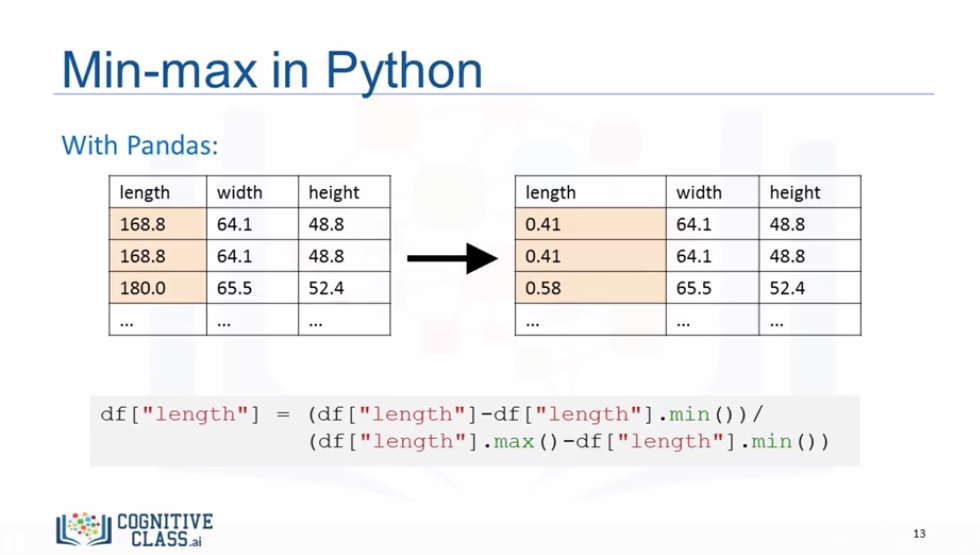 Min-max in Python
With Pandas:
length width height
168.8 64.1 48.8
168.8 64.1 48.8
180.0 65.5 52.4
... ... ...
length width height
0.41 64.1 48.8
0.41 64.1 48.8
0.58 65.5 52.4
... ... ...
df["length"] = (df["length"]-df["length"].min())/
(df["length"].max()-df["length"].min())
COGNITIVE
CLASS.ai
13